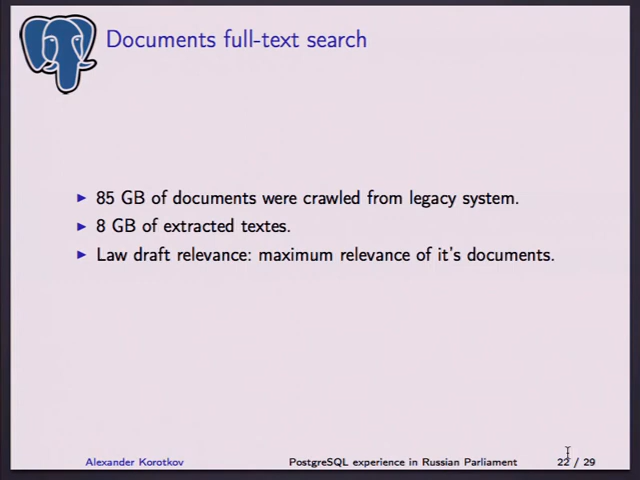 Documents full-text search
85 GB of documents were crawled from legacy system.
8 GB of extracted textes.
Law draft relevance: maximum relevance of it's documents.
Alexander Korotkov PostgreSQL experience in Russian Parliament 22 / 29